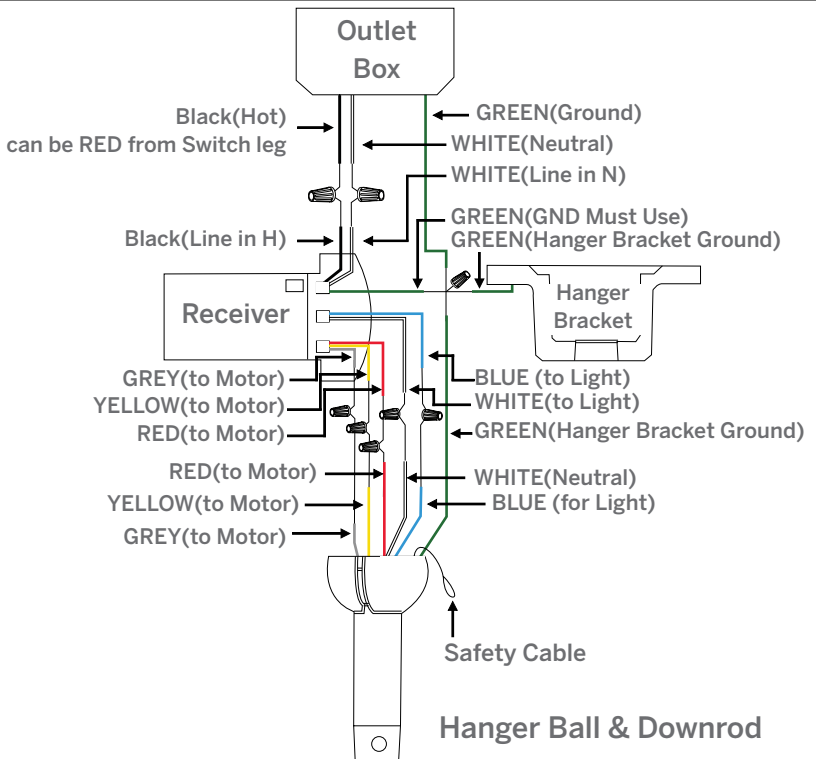 Outlet
Box
Black(Hot)
can be RED from Switch leg
GREEN(Ground)
WHITE(Neutral)
WHITE(Line in N)
GREEN(GND Must Use)
Black(Line in H)
GREEN(Hanger Bracket Ground)
Receiver
Hanger
Bracket
GREY(to Motor)
BLUE (to Light)
YELLOW(to Motor)
WHITE(to Light)
RED(to Motor)
GREEN(Hanger Bracket Ground)
RED(to Motor)
WHITE(Neutral)
YELLOW(to Motor)
BLUE (for Light)
GREY(to Motor)
Safety Cable
Hanger Ball & Downrod